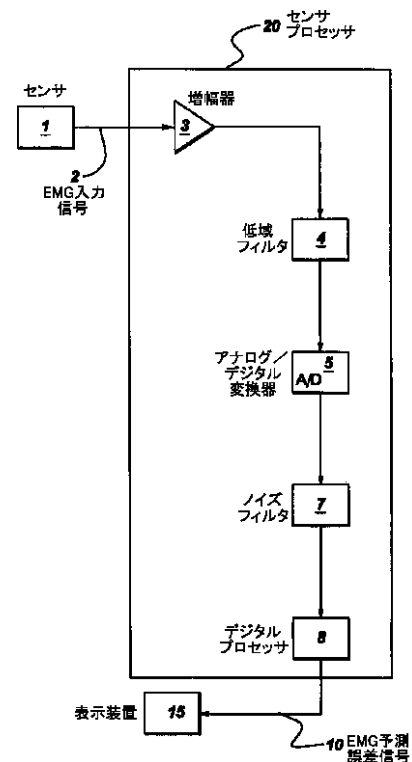 20 センサ
プロセッサ
センサ
1
増幅器
3
2
EMG入力
信号
低域
フィルタ
4
アナログ/
デジタル
変換器
5
A/D
ノイズ
フィルタ
7
デジタル
プロセッサ
8
表示装置
15
10 EMG予測
誤差信号